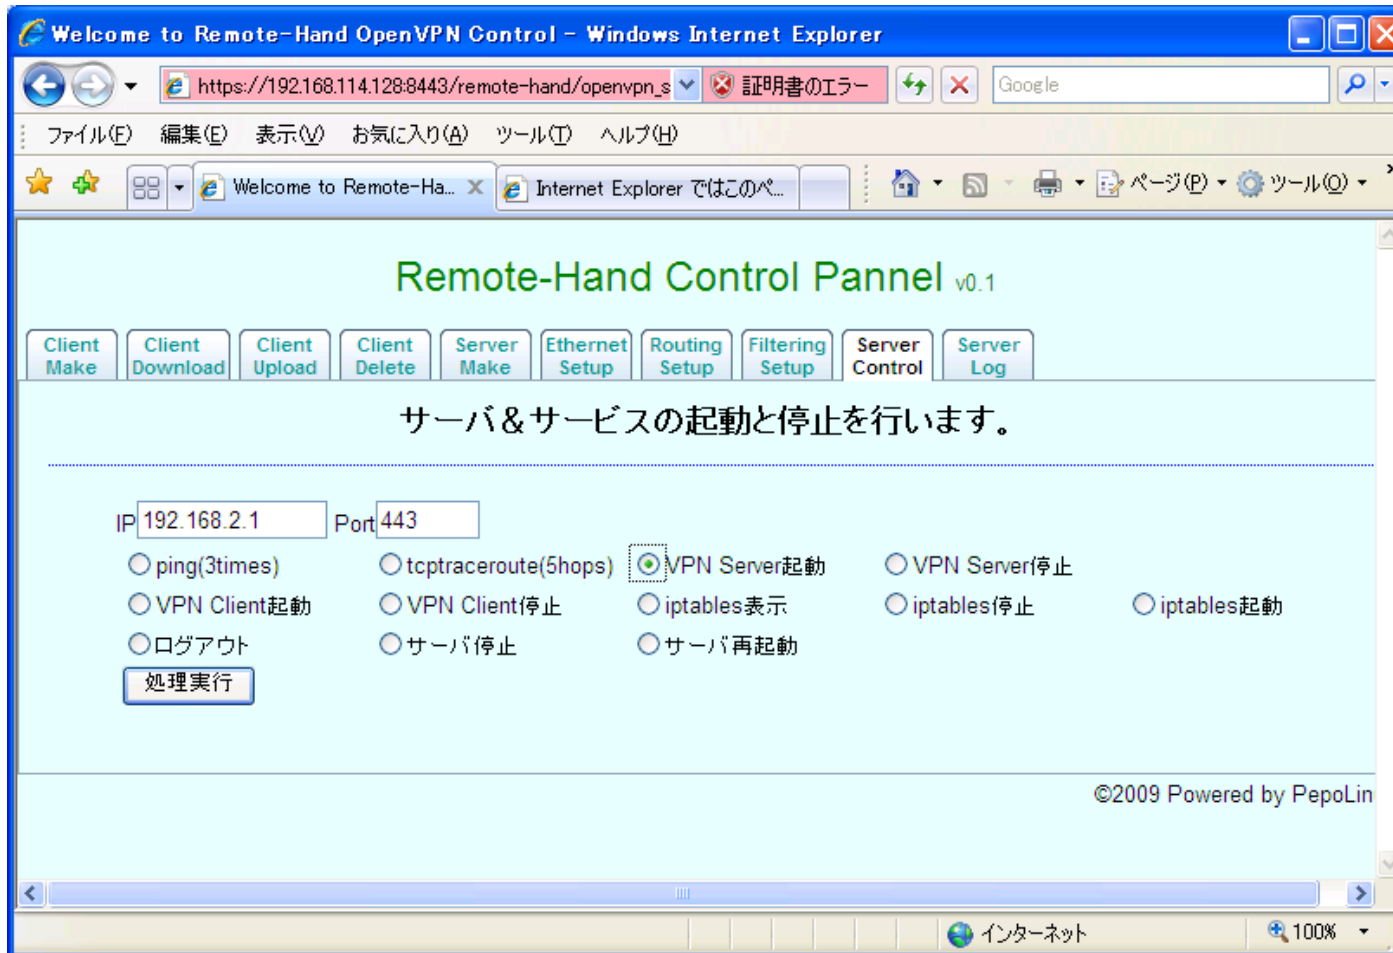 Welcome to Remote-Hand OpenVPN Control - Windows Internet Explorer
https://192.168.114.128:8443/remote-hand/openvpn_s 証明書のエラー Google
ファイル(F) 編集(E) 表示(V) お気に入り(A) ツール(T) ヘルプ(H)
Welcome to Remote-Ha... Internet Explorer ではこのペ... ページ(P) ツール(O)
Remote-Hand Control Pannel v0.1
Client Make Client Download Client Upload Client Delete Server Make Ethernet Setup Routing Setup Filtering Setup Server Control Server Log
サーバ&サービスの起動と停止を行います。
IP 192.168.2.1 Port 443
ping(3times) tcptraceroute(5hops) VPN Server起動 VPN Server停止
VPN Client起動 VPN Client停止 iptables表示 iptables停止 iptables起動
ログアウト サーバ停止 サーバ再起動
処理実行
©2009 Powered by PepoLin
インターネット 100%